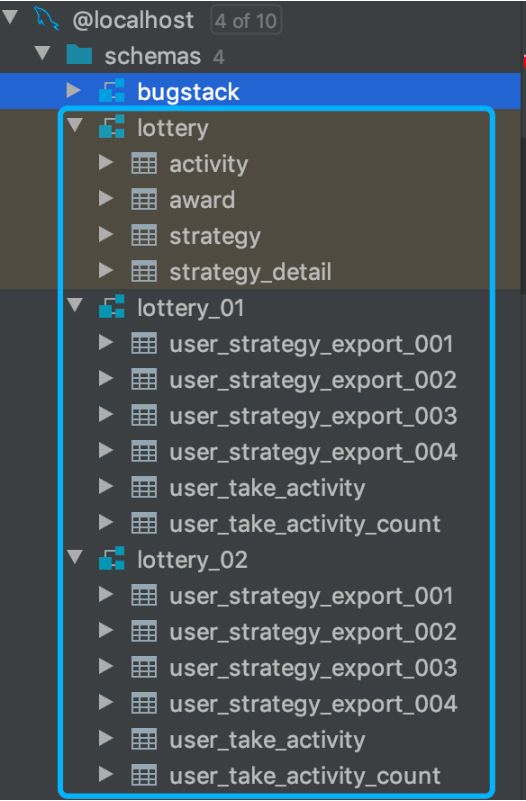 @localhost 4 of 10
schemas 4
bugstack
lottery
activity
award
strategy
strategy_detail
lottery_01
user_strategy_export_001
user_strategy_export_002
user_strategy_export_003
user_strategy_export_004
user_take_activity
user_take_activity_count
lottery_02
user_strategy_export_001
user_strategy_export_002
user_strategy_export_003
user_strategy_export_004
user_take_activity
user_take_activity_count